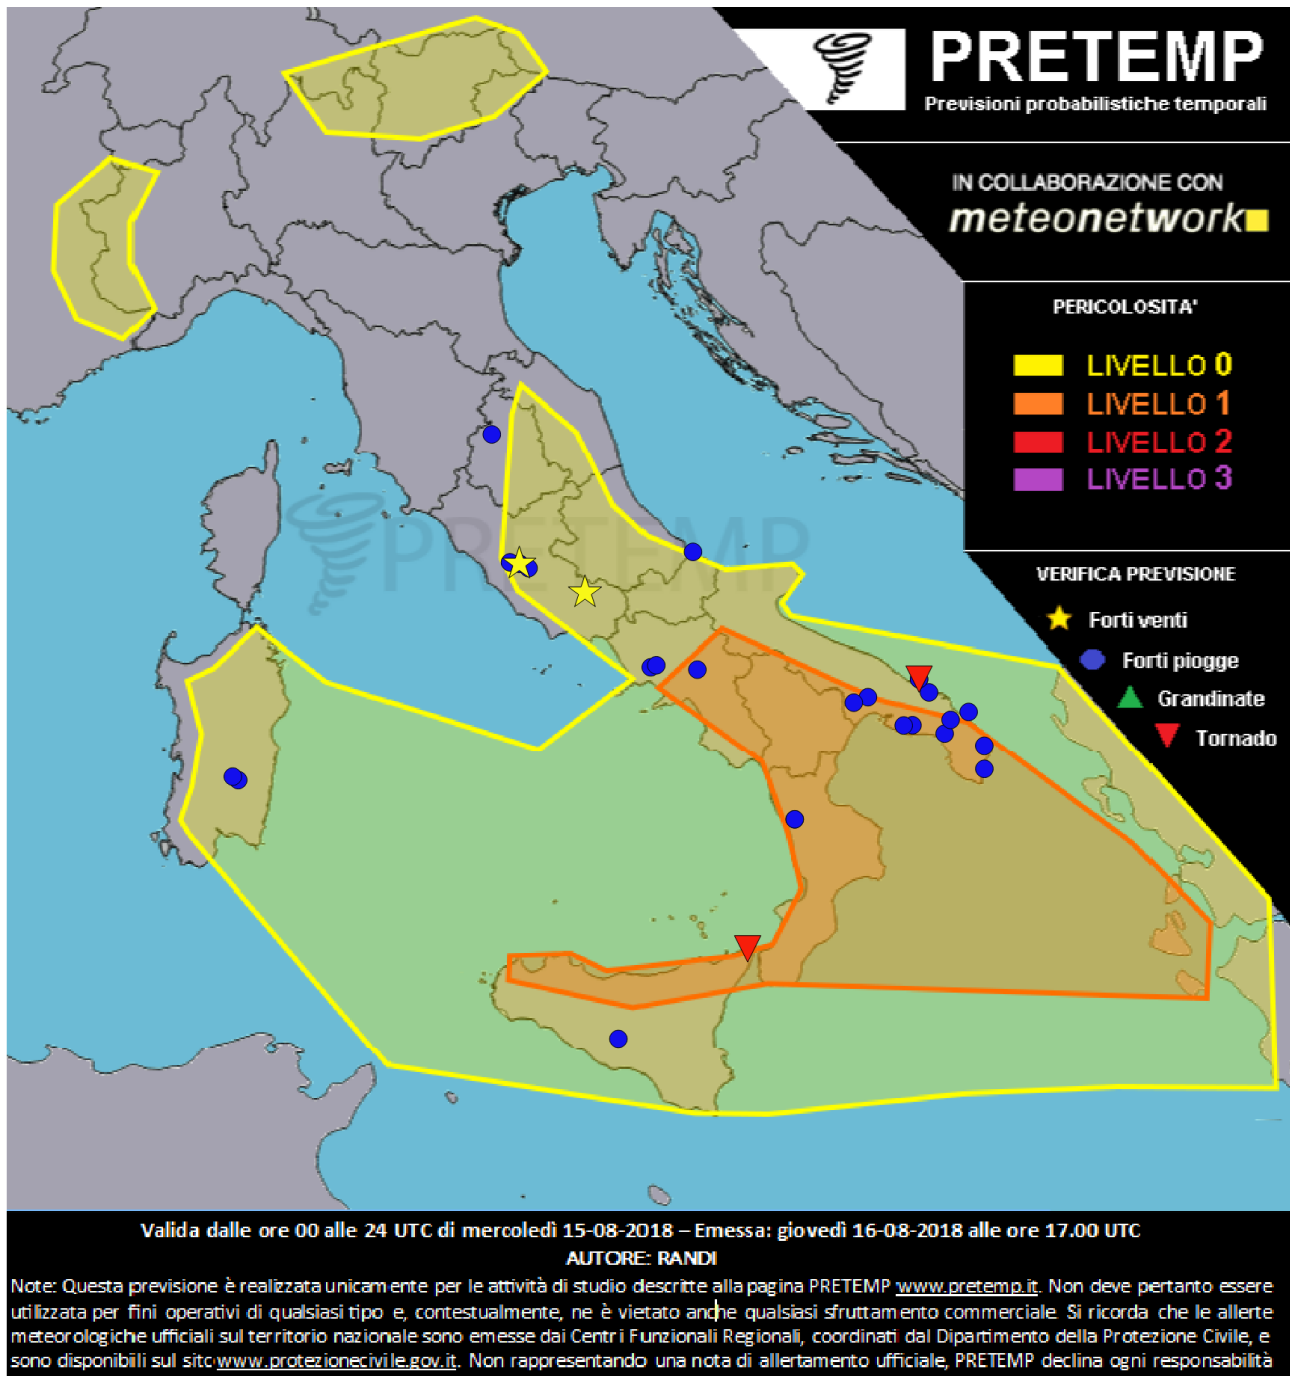 PRETEMP
Previsioni probabilistiche temporali
IN COLLABORAZIONE CON
meteonetwork
PERICOLOSITA'
LIVELLO 0
LIVELLO 1
LIVELLO 2
LIVELLO 3
PRETEMP
VERIFICA PREVISIONE
Forti venti
Forti piogge
Grandinate
Tornado
Valida dalle ore 00 alle 24 UTC di mercoledì 15-08-2018 – Emessa: giovedì 16-08-2018 alle ore 17.00 UTC
AUTORE: RANDI
Note: Questa previsione è realizzata unicamente per le attività di studio descritte alla pagina PRETEMP www.pretemp.it. Non deve pertanto essere
utilizzata per fini operativi di qualsiasi tipo e, contestualmente, ne è vietato anche qualsiasi sfruttamento commerciale. Si ricorda che le allerte
meteorologiche ufficiali sul territorio nazionale sono emesse dai Centri Funzionali Regionali, coordinati dal Dipartimento della Protezione Civile, e
sono disponibili sul sito www.protezionecivile.gov.it. Non rappresentando una nota di allertamento ufficiale, PRETEMP declina ogni responsabilità